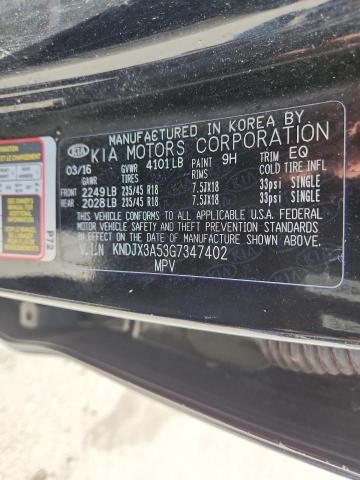 MANUFACTURED IN KOREA BY
KIA KIA MOTORS CORPORATION
03/16 GVWR 4101LB PAINT 9H TRIM EQ
GAWR TIRES RIMS COLD TIRE INFL
FRONT 2249LB 235/45 R18 7.5JX18 33psi SINGLE
REAR 2028LB 235/45 R18 7.5JX18 33psi SINGLE
THIS VEHICLE CONFORMS TO ALL APPLICABLE U.S. FEDERAL
MOTOR VEHICLE SAFETY, BUMPER, AND THEFT PREVENTION
STANDARDS IN EFFECT ON THE DATE OF MANUFACTURE
SHOWN ABOVE.
V.I.N KNDJX3A53G7347402
MPV
P72